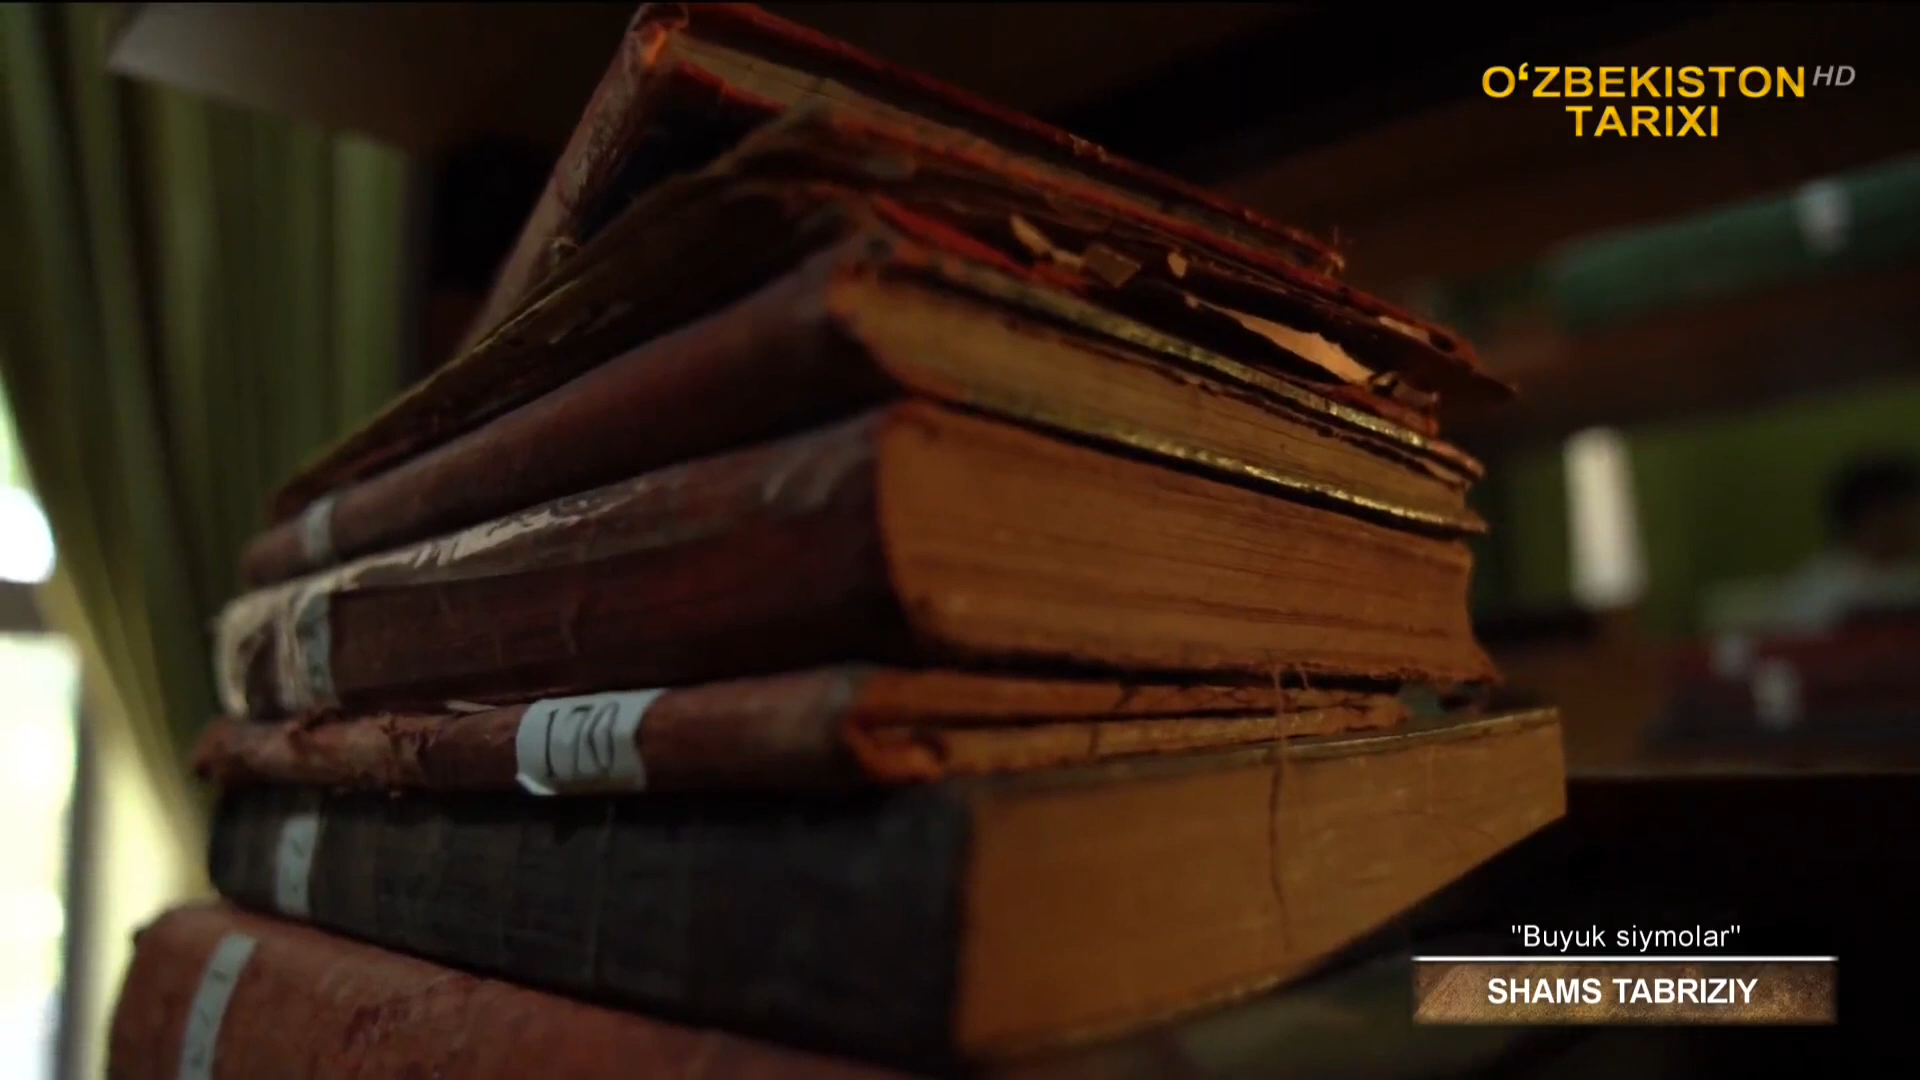 O‘ZBEKISTON HD
TARIXI
170
"Buyuk siymolar"
SHAMS TABRIZIY